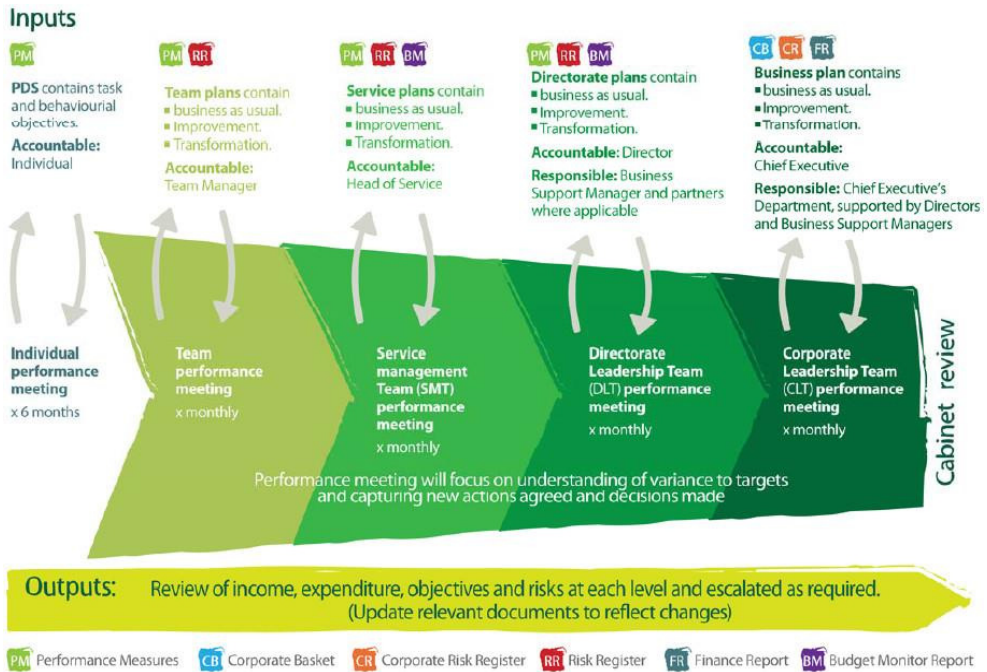 Inputs
PM
PDS contains task
and behavioural
objectives.
Accountable:
Individual
PM RR
Team plans contain
▪ business as usual.
▪ Improvement.
▪ Transformation.
Accountable:
Team Manager
PM RR BM
Service plans contain
▪ business as usual.
▪ Improvement.
▪ Transformation.
Accountable:
Head of Service
PM RR BM
Directorate plans contain
▪ business as usual.
▪ Improvement.
▪ Transformation.
Accountable: Director
Responsible: Business
Support Manager and partners
where applicable
CB CR FR
Business plan contains
▪ business as usual.
▪ Improvement.
▪ Transformation.
Accountable:
Chief Executive
Responsible: Chief Executive's
Department, supported by Directors
and Business Support Managers
Individual
performance
meeting
x 6 months
Team
performance
meeting
x monthly
Service
management
Team (SMT)
performance
meeting
x monthly
Directorate
Leadership Team
(DLT) performance
meeting
x monthly
Corporate
Leadership Team
(CLT) performance
meeting
x monthly
Cabinet review
Performance meeting will focus on understanding of variance to targets
and capturing new actions agreed and decisions made
Outputs: Review of income, expenditure, objectives and risks at each level and escalated as required.
(Update relevant documents to reflect changes)
PM Performance Measures CB Corporate Basket CR Corporate Risk Register RR Risk Register FR Finance Report BM Budget Monitor Report